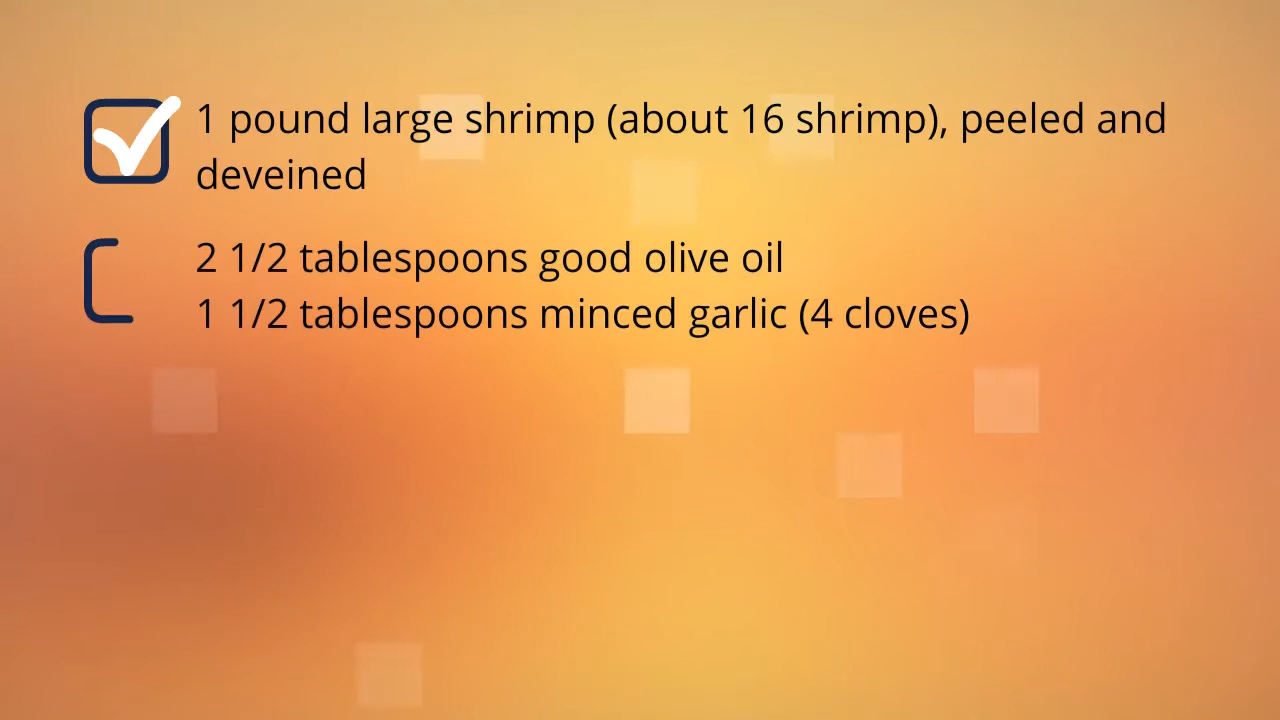 1 pound large shrimp (about 16 shrimp), peeled and
deveined
2 1/2 tablespoons good olive oil
1 1/2 tablespoons minced garlic (4 cloves)